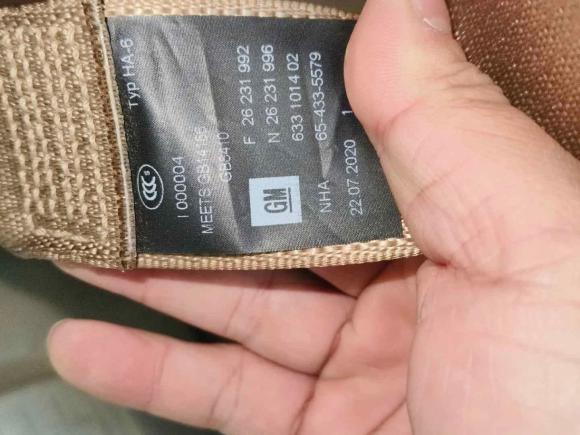 Typ HA-6
CCC S
I 000004
MEETS GB14166
GB8410
F 26 231 992
N 26 231 996
GM
633 1014 02
NHA 65-433-5579
22.07.2020 1